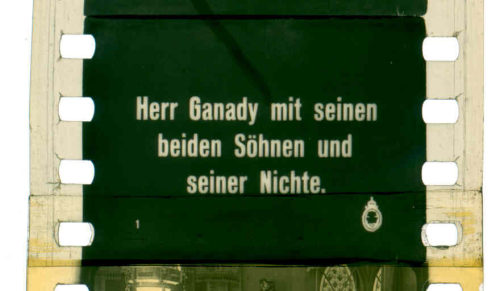 Herr Ganady mit seinen
beiden Söhnen und
seiner Nichte.
1